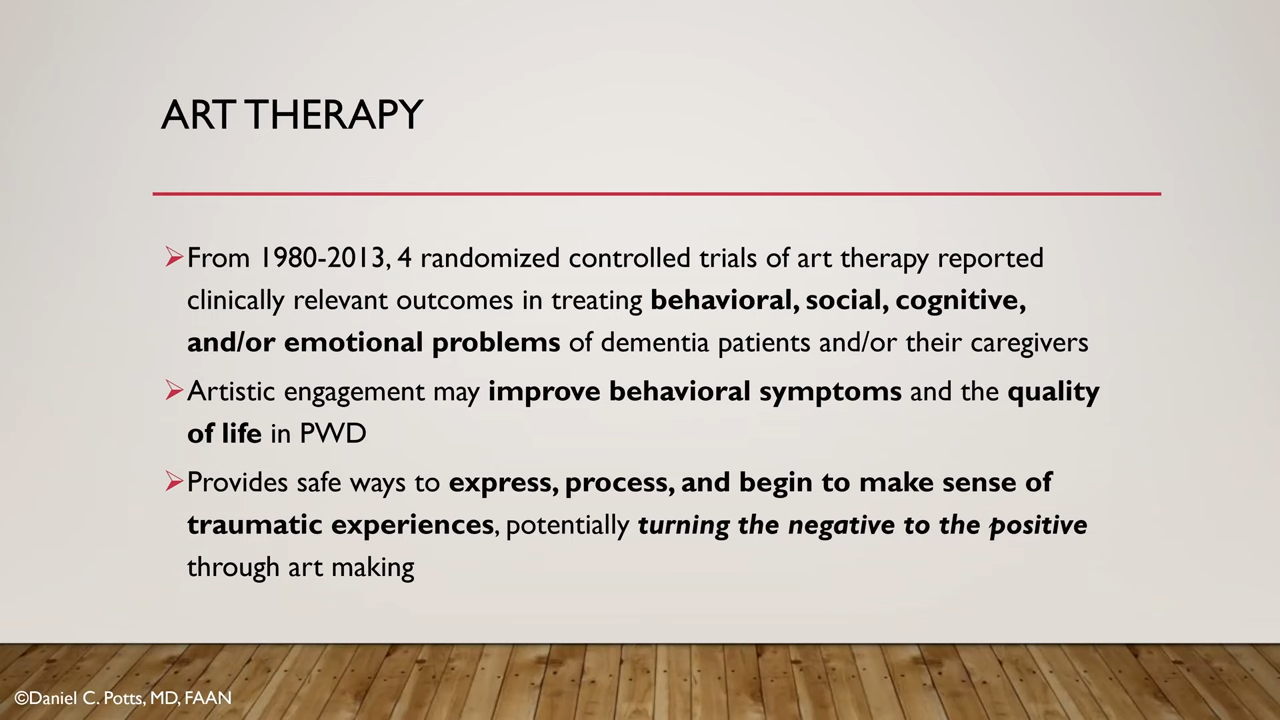 ART THERAPY
From 1980-2013, 4 randomized controlled trials of art therapy reported
clinically relevant outcomes in treating behavioral, social, cognitive,
and/or emotional problems of dementia patients and/or their caregivers
Artistic engagement may improve behavioral symptoms and the quality
of life in PWD
Provides safe ways to express, process, and begin to make sense of
traumatic experiences, potentially turning the negative to the positive
through art making
©Daniel C. Potts, MD, FAAN